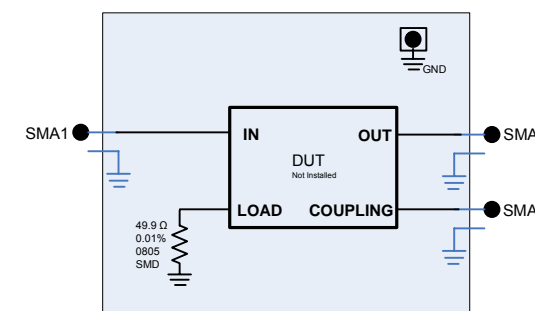 GND
SMA1
IN
OUT
SMA
DUT
Not Installed
LOAD
COUPLING
SMA
49.9 Ω
0.01%
0805
SMD